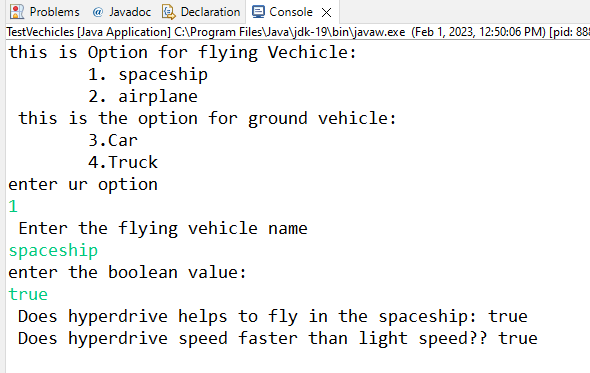 Problems @ Javadoc Declaration Console
TestVechicles [Java Application] C:\Program Files\Java\jdk-19\bin\javaw.exe (Feb 1, 2023, 12:50:06 PM) [pid: 888
this is Option for flying Vechicle:
1. spaceship
2. airplane
this is the option for ground vehicle:
3.Car
4.Truck
enter ur option
1
Enter the flying vehicle name
spaceship
enter the boolean value:
true
Does hyperdrive helps to fly in the spaceship: true
Does hyperdrive speed faster than light speed?? true